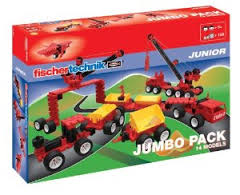 fischertechnik
JUNIOR
JUMBO PACK
14 MODELS